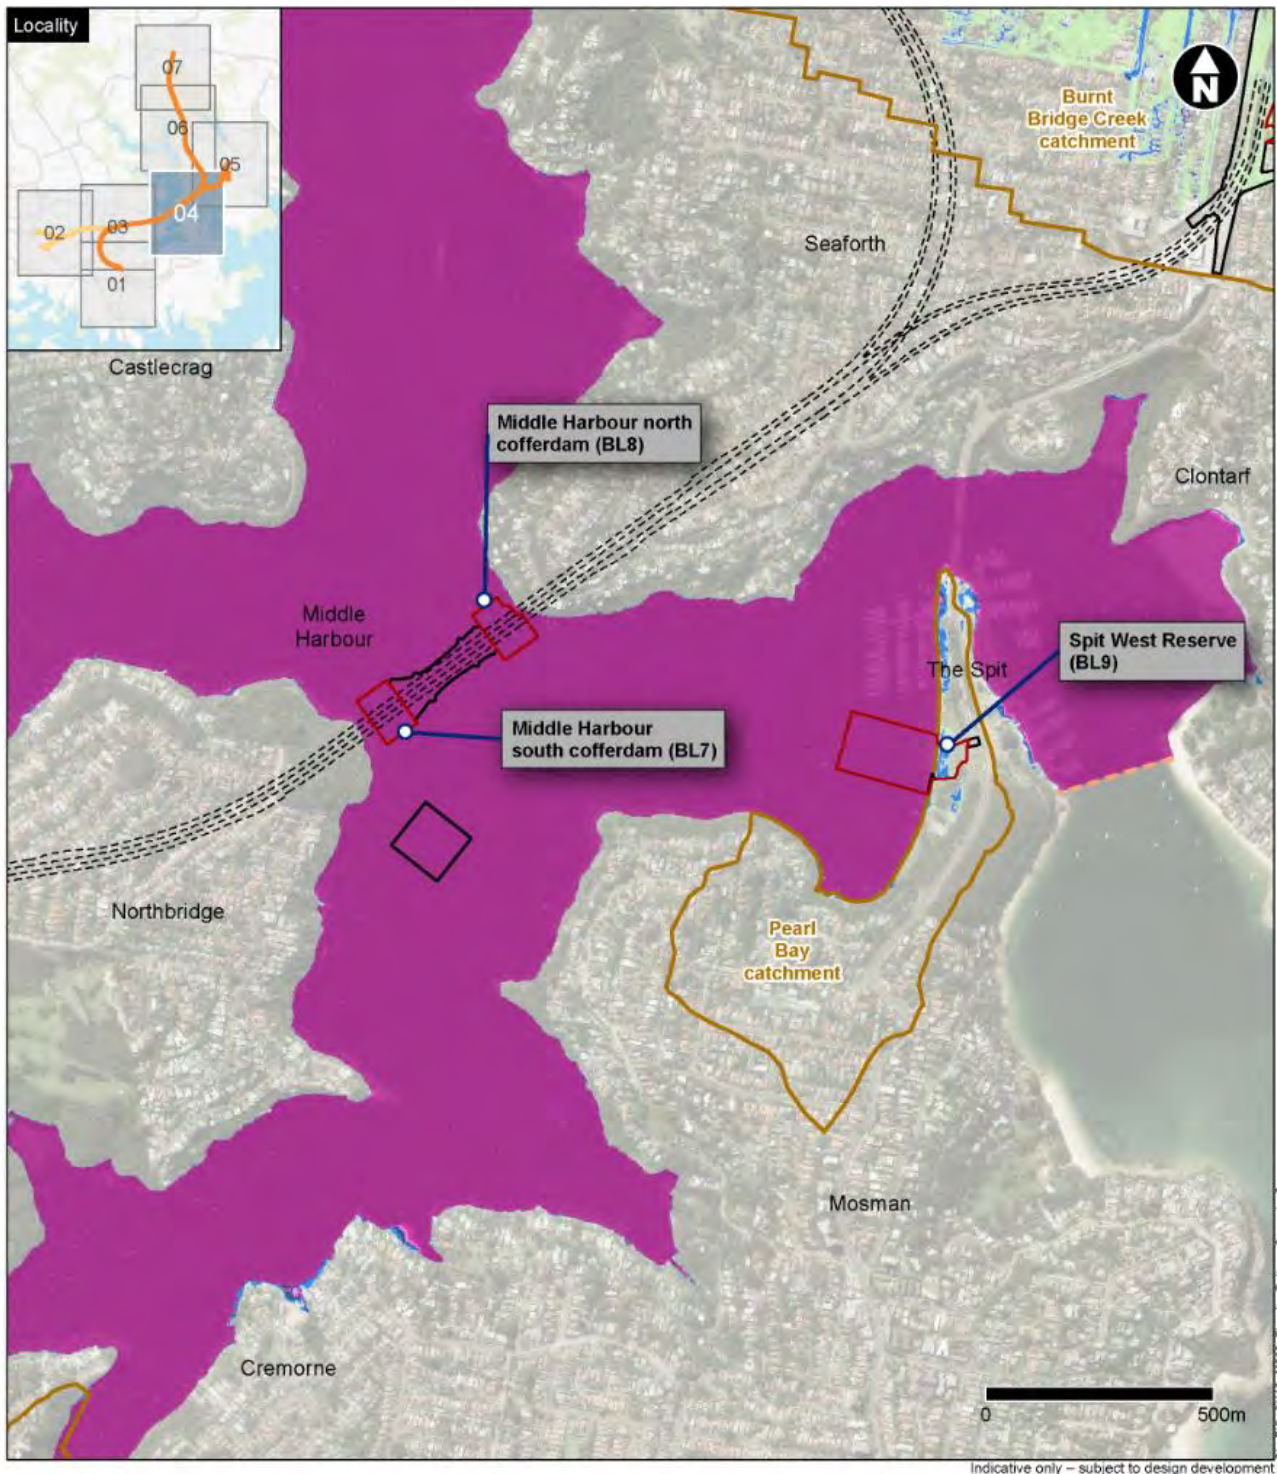 Locality
07
06
05
04
03
02
01
Burnt
Bridge Creek
catchment
N
Seaforth
Castlecrag
Middle Harbour north
cofferdam (BL8)
Clontarf
Middle
Harbour
Spit West Reserve
(BL9)
The Spit
Middle Harbour
south cofferdam (BL7)
Northbridge
Pearl
Bay
catchment
Mosman
Cremorne
0
500m
Indicative only – subject to design development